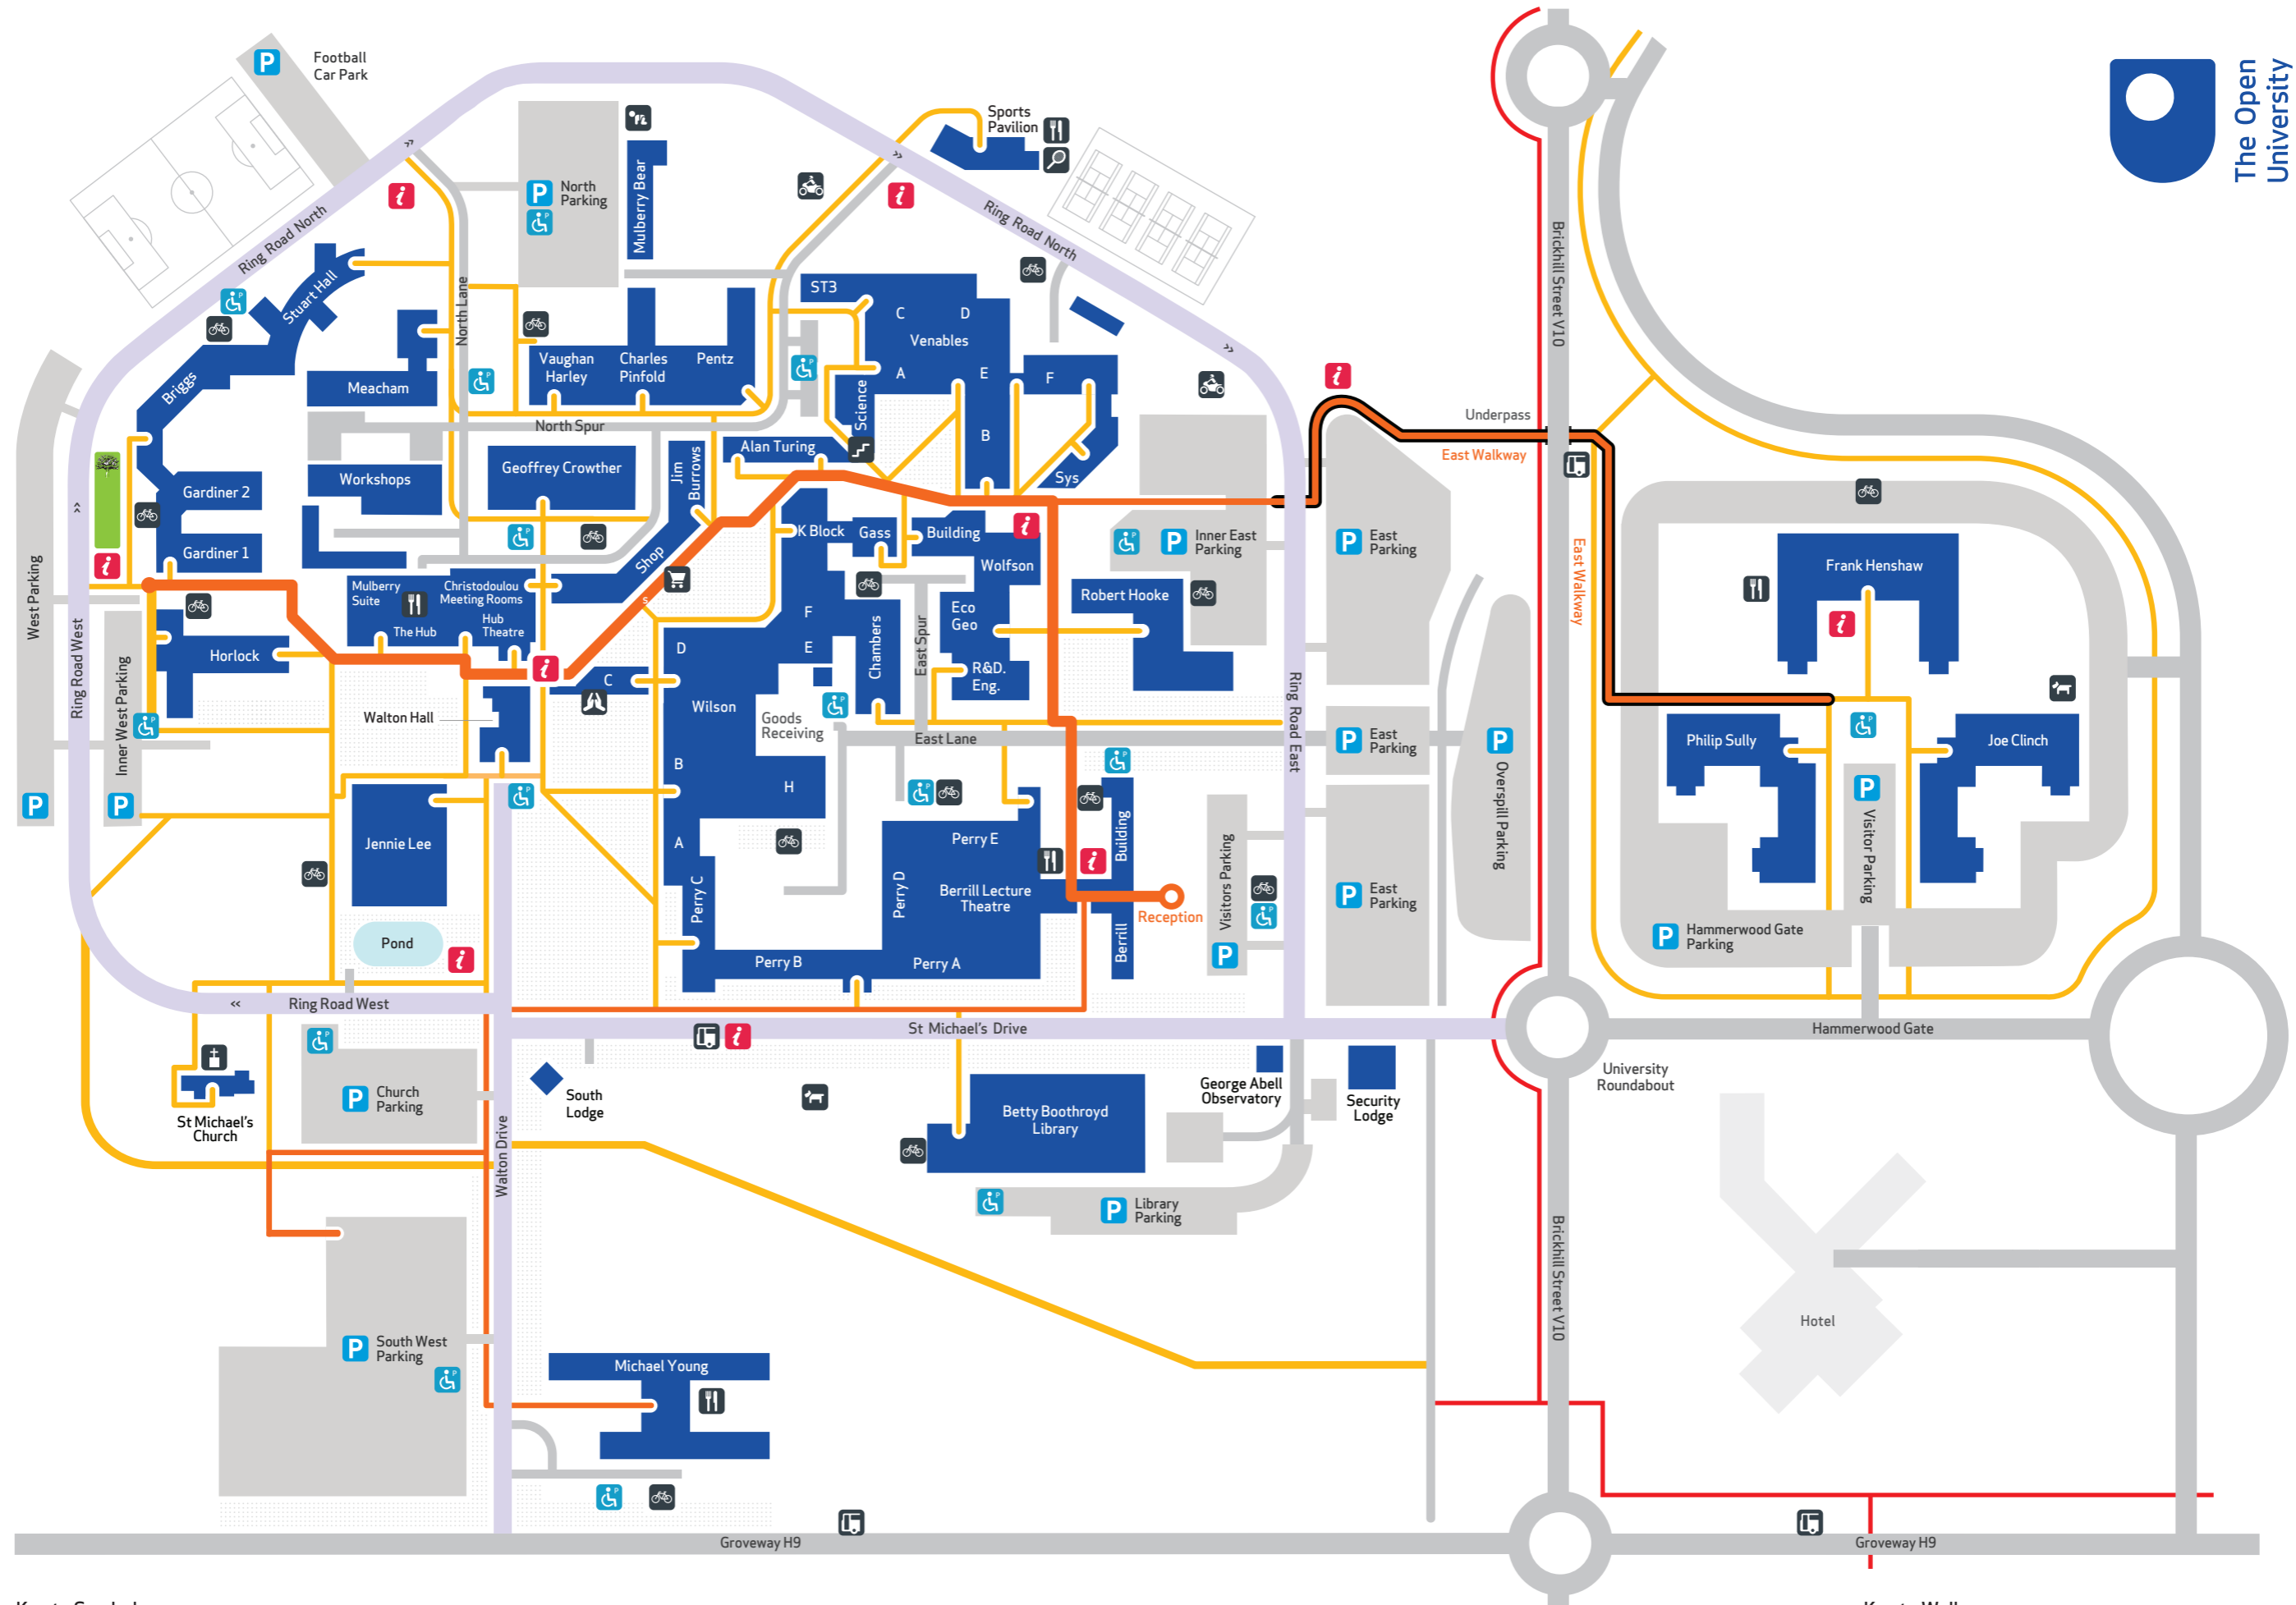 Football
Car Park
The Open
University
Sports
Pavilion
North
Parking
Mulberry Bear
Ring Road North
Ring Road North
Brickhill Street V10
Stuart Hall
North Lane
ST3
C
D
Venables
A
E
F
B
Science
Sys
Vaughan
Harley
Charles
Pinfold
Pentz
Briggs
Meacham
North Spur
Alan Turing
Underpass
East Walkway
Geoffrey Crowther
Jim
Burrows
Workshops
Gardiner 2
Gardiner 1
Shop
K Block
Gass
Building
Wolfson
Inner East
Parking
East
Parking
East Walkway
Frank Henshaw
West Parking
Ring Road West
Inner West Parking
Mulberry
Suite
Christodoulou
Meeting Rooms
The Hub
Hub
Theatre
Horlock
F
E
D
Chambers
East Spur
Eco
Geo
Robert Hooke
R&D.
Eng.
Ring Road East
C
Wilson
Walton Hall
Goods
Receiving
East Lane
East
Parking
Overspill Parking
Philip Sully
Joe Clinch
Visitor Parking
B
H
A
Jennie Lee
Perry C
Perry D
Perry E
Berrill Lecture
Theatre
Building
Berrill
Reception
Visitors Parking
East
Parking
Hammerwood Gate
Parking
Pond
Perry B
Perry A
Ring Road West
St Michael's Drive
Hammerwood Gate
University
Roundabout
Church
Parking
St Michael's
Church
South
Lodge
Walton Drive
Betty Boothroyd
Library
George Abell
Observatory
Security
Lodge
Library
Parking
Brickhill Street V10
Hotel
South West
Parking
Michael Young
Groveway H9
Groveway H9